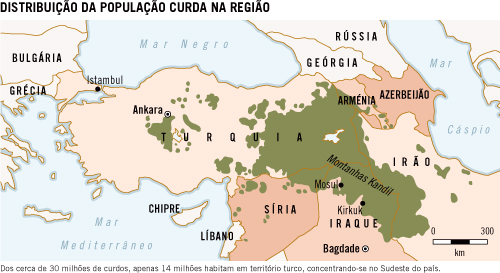 DISTRIBUIÇÃO DA POPULAÇÃO CURDA NA REGIÃO
RÚSSIA
Mar Negro
Mar
BULGÁRIA
GEÓRGIA
Istambul
GRÉCIA
AZERBEIJÃO
ARMÉNIA
Ankara
Cáspio
TURQUIA
IRÃO
Montanhas Kandil
Mosul
CHIPRE
SÍRIA
Kirkuk
Mar
IRAQUE
LÍBANO
0 300
Mediterrâneo
Bagdade
km
Dos cerca de 30 milhões de curdos, apenas 14 milhões habitam em território turco, concentrando-se no Sudeste do país.